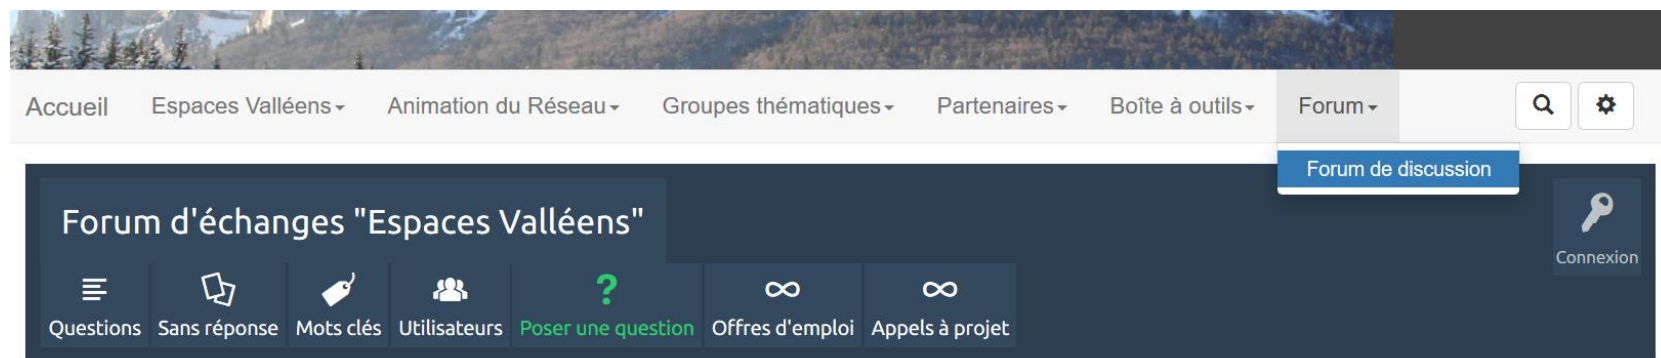 Accueil Espaces Valléens Animation du Réseau Groupes thématiques Partenaires Boîte à outils Forum
Forum de discussion
Forum d'échanges "Espaces Valléens"
Connexion
Questions Sans réponse Mots clés Utilisateurs Poser une question Offres d'emploi Appels à projet